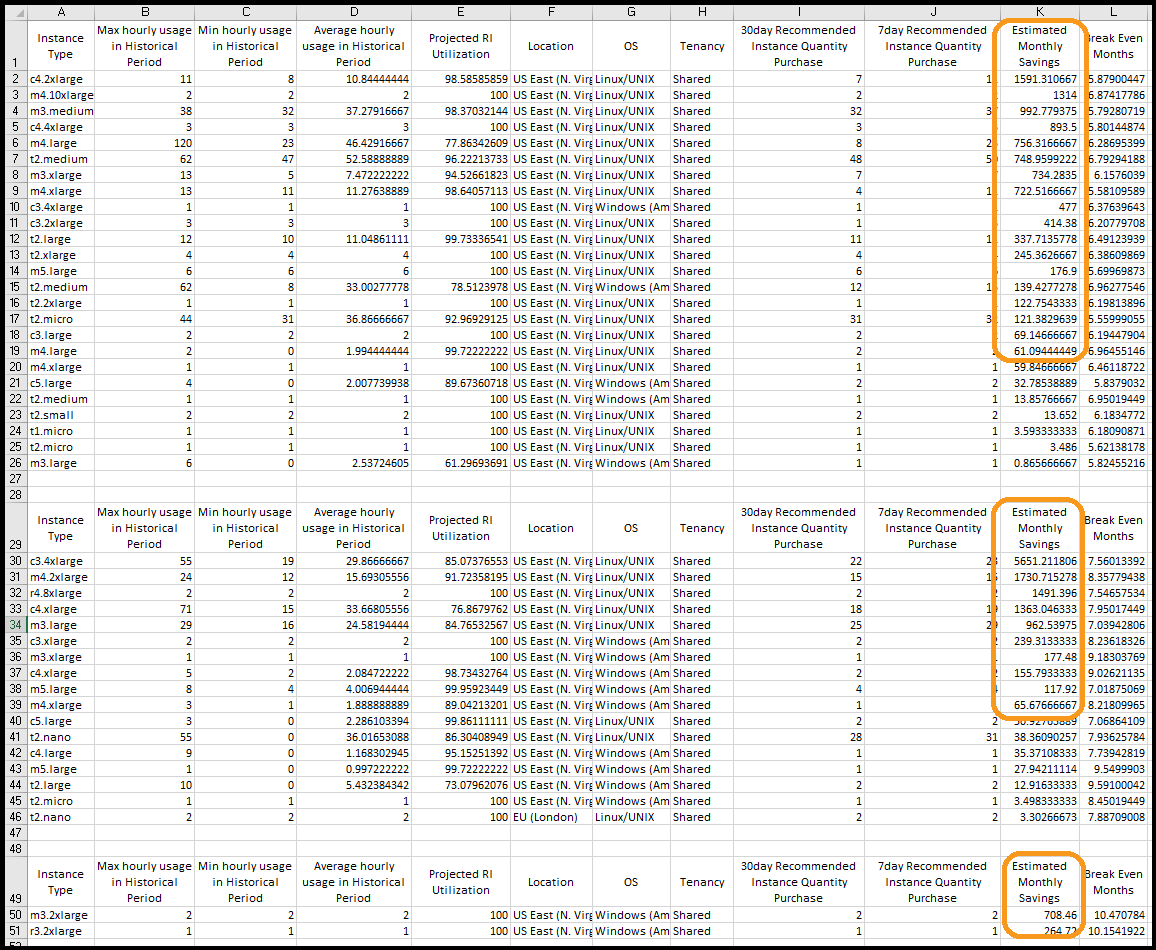 A B C D E F G H I J K L
1 Instance Type Max hourly usage in Historical Period Min hourly usage in Historical Period Average hourly usage in Historical Period Projected RI Utilization Location OS Tenancy 30day Recommended Instance Quantity Purchase 7day Recommended Instance Quantity Purchase Estimated Monthly Savings Break Even Months
2 c4.2xlarge 11 8 10.84444444 98.58585859 US East (N. Virg Linux/UNIX Shared 7 1591.310667 5.87900447
3 m4.10xlarge 2 2 2 100 US East (N. Virg Linux/UNIX Shared 2 1314 6.87417786
4 m3.medium 38 32 37.27916667 98.37032144 US East (N. Virg Linux/UNIX Shared 32 992.779375 5.79280719
5 c4.4xlarge 3 3 3 100 US East (N. Virg Linux/UNIX Shared 3 893.5 5.80144874
6 m4.large 120 23 46.42916667 77.86342609 US East (N. Virg Linux/UNIX Shared 8 756.3166667 6.28695399
7 t2.medium 62 47 52.58888889 96.22213733 US East (N. Virg Linux/UNIX Shared 48 748.9599222 6.79294188
8 m3.xlarge 13 5 7.472222222 94.52661823 US East (N. Virg Linux/UNIX Shared 7 734.2835 6.1576039
9 m4.xlarge 13 11 11.27638889 98.64057113 US East (N. Virg Linux/UNIX Shared 4 722.5166667 5.58109589
10 c3.4xlarge 1 1 1 100 US East (N. Virg Windows (Am Shared 1 477 6.37639643
11 c3.2xlarge 3 3 3 100 US East (N. Virg Linux/UNIX Shared 1 414.38 6.20779708
12 t2.large 12 10 11.04861111 99.73336541 US East (N. Virg Linux/UNIX Shared 11 337.7135778 6.49123939
13 t2.xlarge 4 4 4 100 US East (N. Virg Linux/UNIX Shared 4 245.3626667 6.38609869
14 m5.large 6 6 6 100 US East (N. Virg Linux/UNIX Shared 6 176.9 5.69969873
15 t2.medium 62 8 33.00277778 78.5123978 US East (N. Virg Windows (Am Shared 12 139.4277278 6.96277546
16 t2.2xlarge 1 1 1 100 US East (N. Virg Linux/UNIX Shared 1 122.7543333 6.19813896
17 t2.micro 44 31 36.86666667 92.96929125 US East (N. Virg Linux/UNIX Shared 31 121.3829639 5.55999055
18 c3.large 2 2 2 100 US East (N. Virg Linux/UNIX Shared 2 69.14666667 6.19447904
19 m4.large 2 0 1.994444444 99.72222222 US East (N. Virg Linux/UNIX Shared 2 61.09444449 6.96455146
20 m4.xlarge 1 1 1 100 US East (N. Virg Linux/UNIX Shared 1 1 59.84666667 6.46118722
21 c5.large 4 0 2.007739938 89.67360718 US East (N. Virg Windows (Am Shared 2 2 32.78538889 5.8379032
22 t2.medium 1 1 1 100 US East (N. Virg Windows (Am Shared 1 1 13.85766667 6.95019449
23 t2.small 2 2 2 100 US East (N. Virg Linux/UNIX Shared 2 2 13.652 6.1834772
24 t1.micro 1 1 1 100 US East (N. Virg Linux/UNIX Shared 1 1 3.593333333 6.18090871
25 t2.micro 1 1 1 100 US East (N. Virg Linux/UNIX Shared 1 1 3.486 5.62138178
26 m3.large 6 0 2.53724605 61.29693691 US East (N. Virg Windows (Am Shared 1 1 0.865666667 5.82455216
27
28
29 Instance Type Max hourly usage in Historical Period Min hourly usage in Historical Period Average hourly usage in Historical Period Projected RI Utilization Location OS Tenancy 30day Recommended Instance Quantity Purchase 7day Recommended Instance Quantity Purchase Estimated Monthly Savings Break Even Months
30 c3.4xlarge 55 19 29.86666667 85.07376553 US East (N. Virg Linux/UNIX Shared 22 5651.211806 7.56013392
31 m4.2xlarge 24 12 15.69305556 91.72358195 US East (N. Virg Linux/UNIX Shared 15 1730.715278 8.35779438
32 r4.8xlarge 2 2 2 100 US East (N. Virg Linux/UNIX Shared 2 1491.396 7.54657534
33 c4.xlarge 71 15 33.66805556 76.8679762 US East (N. Virg Linux/UNIX Shared 18 1363.046333 7.95017449
34 m3.large 29 16 24.58194444 84.76532567 US East (N. Virg Linux/UNIX Shared 25 962.53975 7.03942806
35 c3.xlarge 2 2 2 100 US East (N. Virg Windows (Am Shared 2 239.3133333 8.23618326
36 m3.xlarge 1 1 1 100 US East (N. Virg Windows (Am Shared 1 177.48 9.18303769
37 c4.xlarge 5 2 2.084722222 98.73432764 US East (N. Virg Windows (Am Shared 2 155.7933333 9.02621135
38 m5.large 8 4 4.006944444 99.95923449 US East (N. Virg Windows (Am Shared 4 117.92 7.01875069
39 m4.xlarge 3 1 1.888888889 89.04213201 US East (N. Virg Windows (Am Shared 1 65.67666667 8.21809965
40 c5.large 3 0 2.286103394 99.86111111 US East (N. Virg Linux/UNIX Shared 2 2 7.06864109
41 t2.nano 55 0 36.01653088 86.30408949 US East (N. Virg Linux/UNIX Shared 28 31 38.36090257 7.93625784
42 c4.large 9 0 1.168302945 95.15251392 US East (N. Virg Windows (Am Shared 1 1 35.37108333 7.73942819
43 m5.large 1 0 0.997222222 99.72222222 US East (N. Virg Windows (Am Shared 1 1 27.94211114 9.5499903
44 t2.large 10 0 5.432384342 73.07962076 US East (N. Virg Windows (Am Shared 2 2 12.91633333 9.59100042
45 t2.micro 1 1 1 100 US East (N. Virg Windows (Am Shared 1 1 3.498333333 8.45019449
46 t2.nano 2 2 2 100 EU (London) Linux/UNIX Shared 2 2 3.30266673 7.88709008
47
48
49 Instance Type Max hourly usage in Historical Period Min hourly usage in Historical Period Average hourly usage in Historical Period Projected RI Utilization Location OS Tenancy 30day Recommended Instance Quantity Purchase 7day Recommended Instance Quantity Purchase Estimated Monthly Savings Break Even Months
50 m3.2xlarge 2 2 2 100 US East (N. Virg Windows (Am Shared 2 2 708.46 10.470784
51 r3.2xlarge 1 1 1 100 US East (N. Virg Windows (Am Shared 1 1 264.72 10.1541922